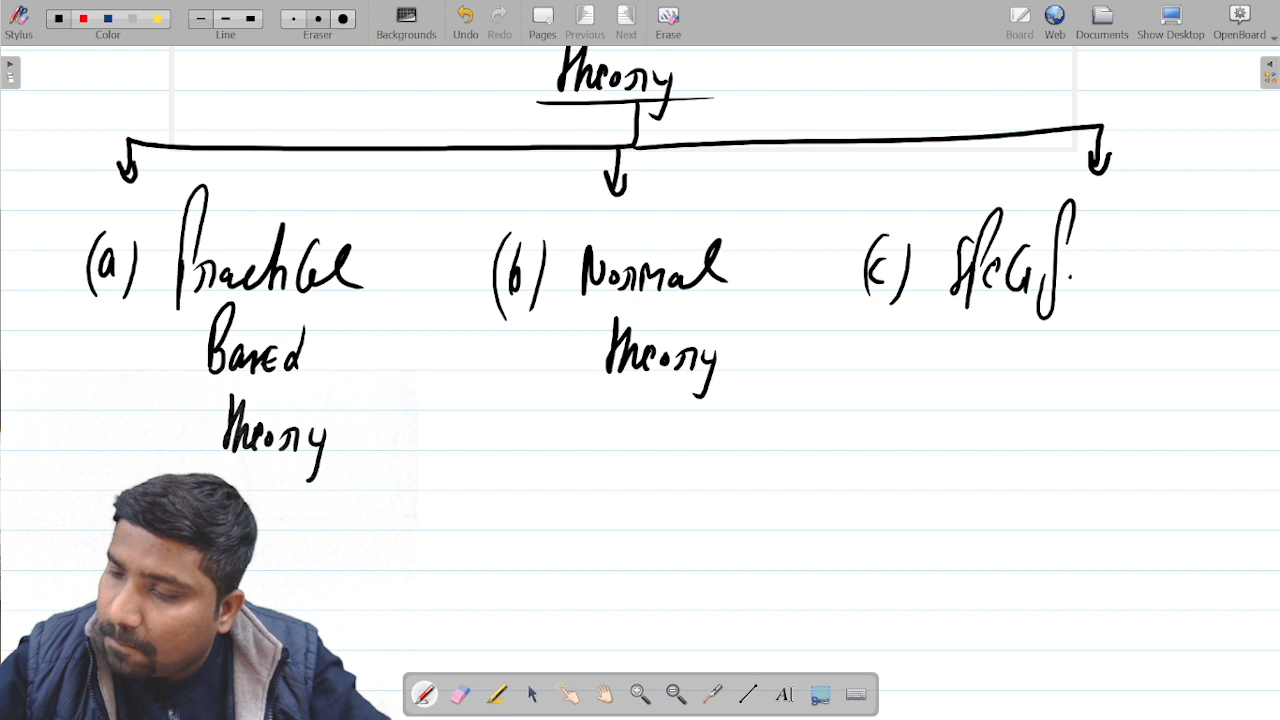 Stylus
Color
Line
Eraser
Backgrounds
Undo
Redo
Pages
Previous
Next
Erase
Board
Web
Documents
Show Desktop
OpenBoard
Theory
(a) Practical
Based
Theory
(b) Normal
Theory
(c)